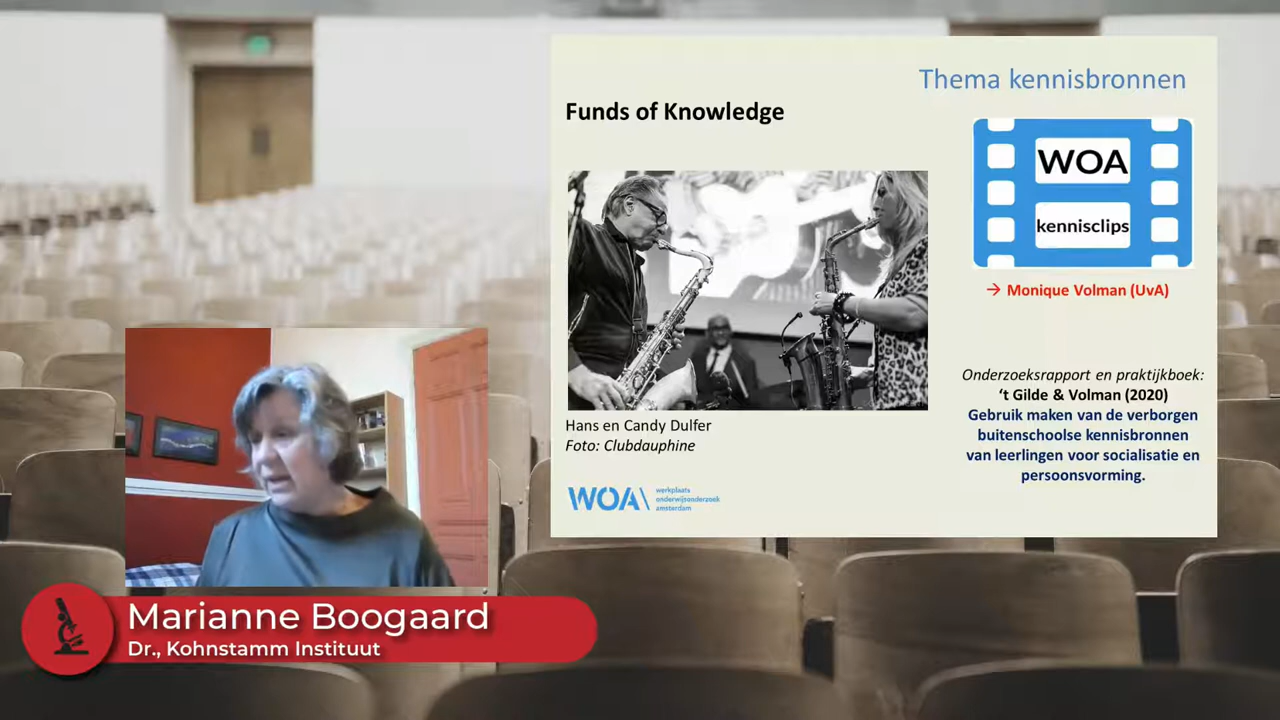 Thema kennisbronnen
Funds of Knowledge
WOA
kennisclips
→ Monique Volman (UvA)
Onderzoeksrapport en praktijkboek:
‘t Gilde & Volman (2020)
Gebruik maken van de verborgen
buitenschoolse kennisbronnen
van leerlingen voor socialisatie en
persoonsvorming.
Hans en Candy Dulfer
Foto: Clubdauphine
WOA\
werkplaats
onderwijsonderzoek
amsterdam
Marianne Boogaard
Dr., Kohnstamm Instituut